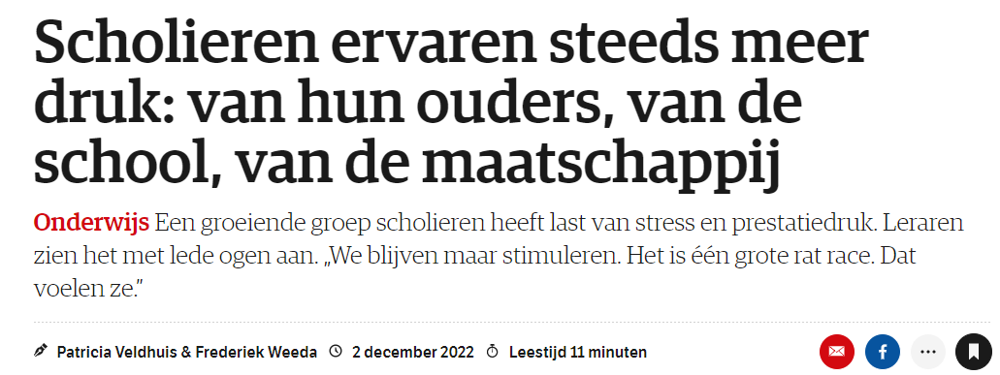 Scholieren ervaren steeds meer
druk: van hun ouders, van de
school, van de maatschappij
Onderwijs Een groeiende groep scholieren heeft last van stress en prestatiedruk. Leraren
zien het met lede ogen aan. „We blijven maar stimuleren. Het is één grote rat race. Dat
voelen ze.”
Patricia Veldhuis & Frederiek Weeda 2 december 2022 Leestijd 11 minuten